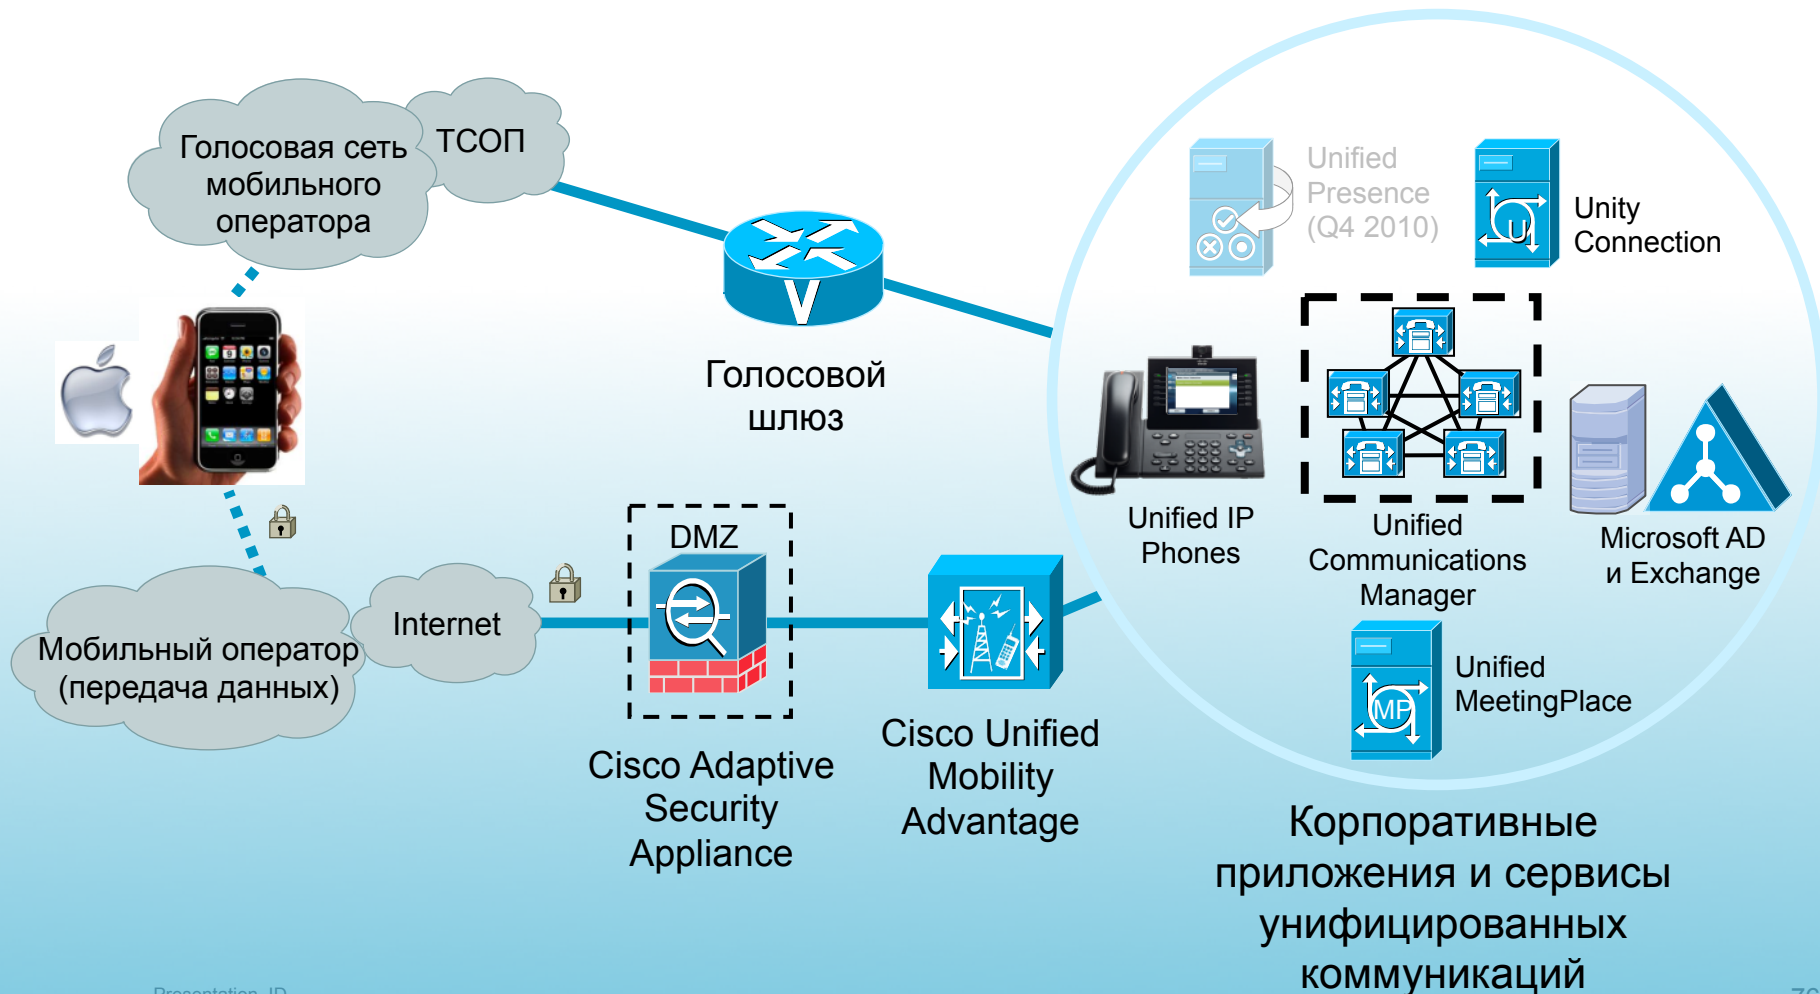 Голосовая сеть
мобильного
оператора
ТСОП
Голосовой
шлюз
Unified
Presence
(Q4 2010)
U
Unity
Connection
Unified IP
Phones
Unified
Communications
Manager
Microsoft AD
и Exchange
MP
Unified
MeetingPlace
V
DMZ
Internet
Мобильный оператор
(передача данных)
Cisco Adaptive
Security
Appliance
Cisco Unified
Mobility
Advantage
Корпоративные
приложения и сервисы
унифицированных
коммуникаций